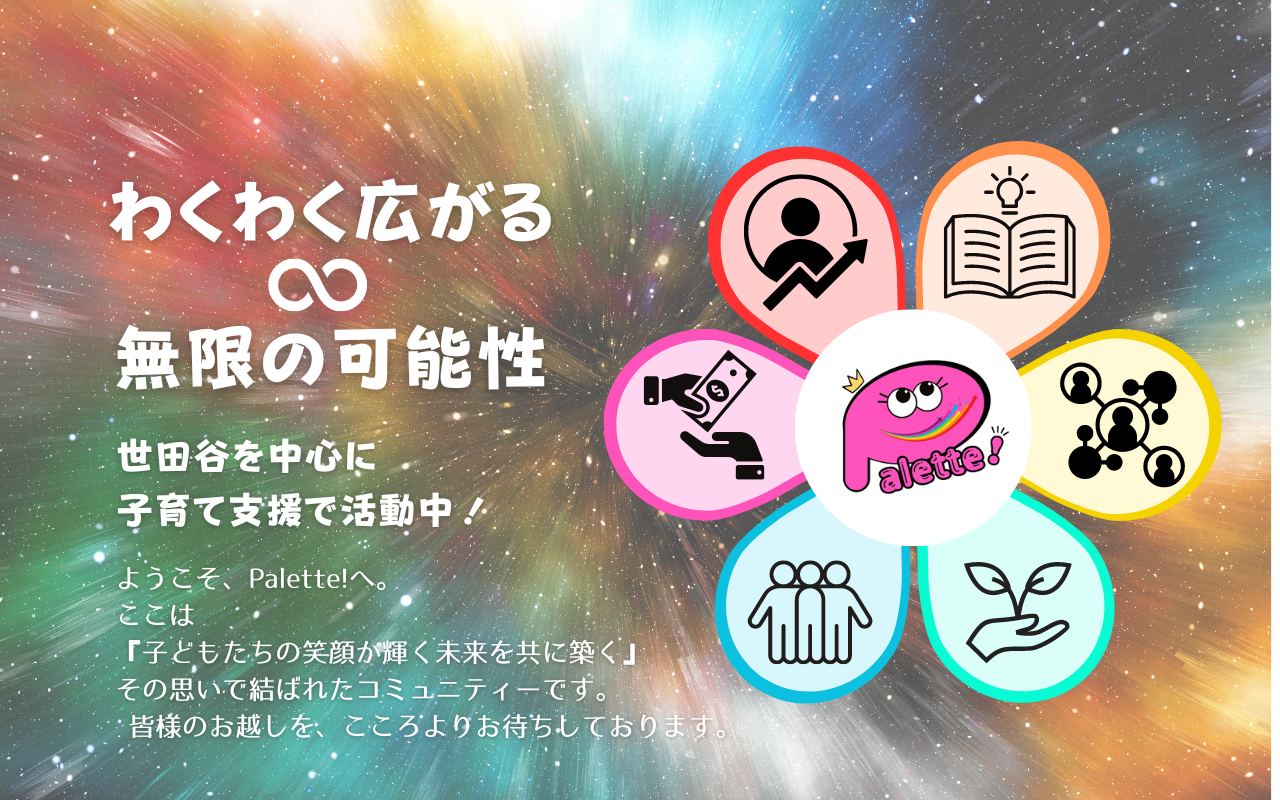 わくわく広がる
∞
無限の可能性
世田谷を中心に
子育て支援で活動中！
ようこそ、Palette!へ。
ここは
『子どもたちの笑顔が輝く未来を共に築く』
その思いで結ばれたコミュニティーです。
皆様のお越しを、こころよりお待ちしております。
Palette!
$